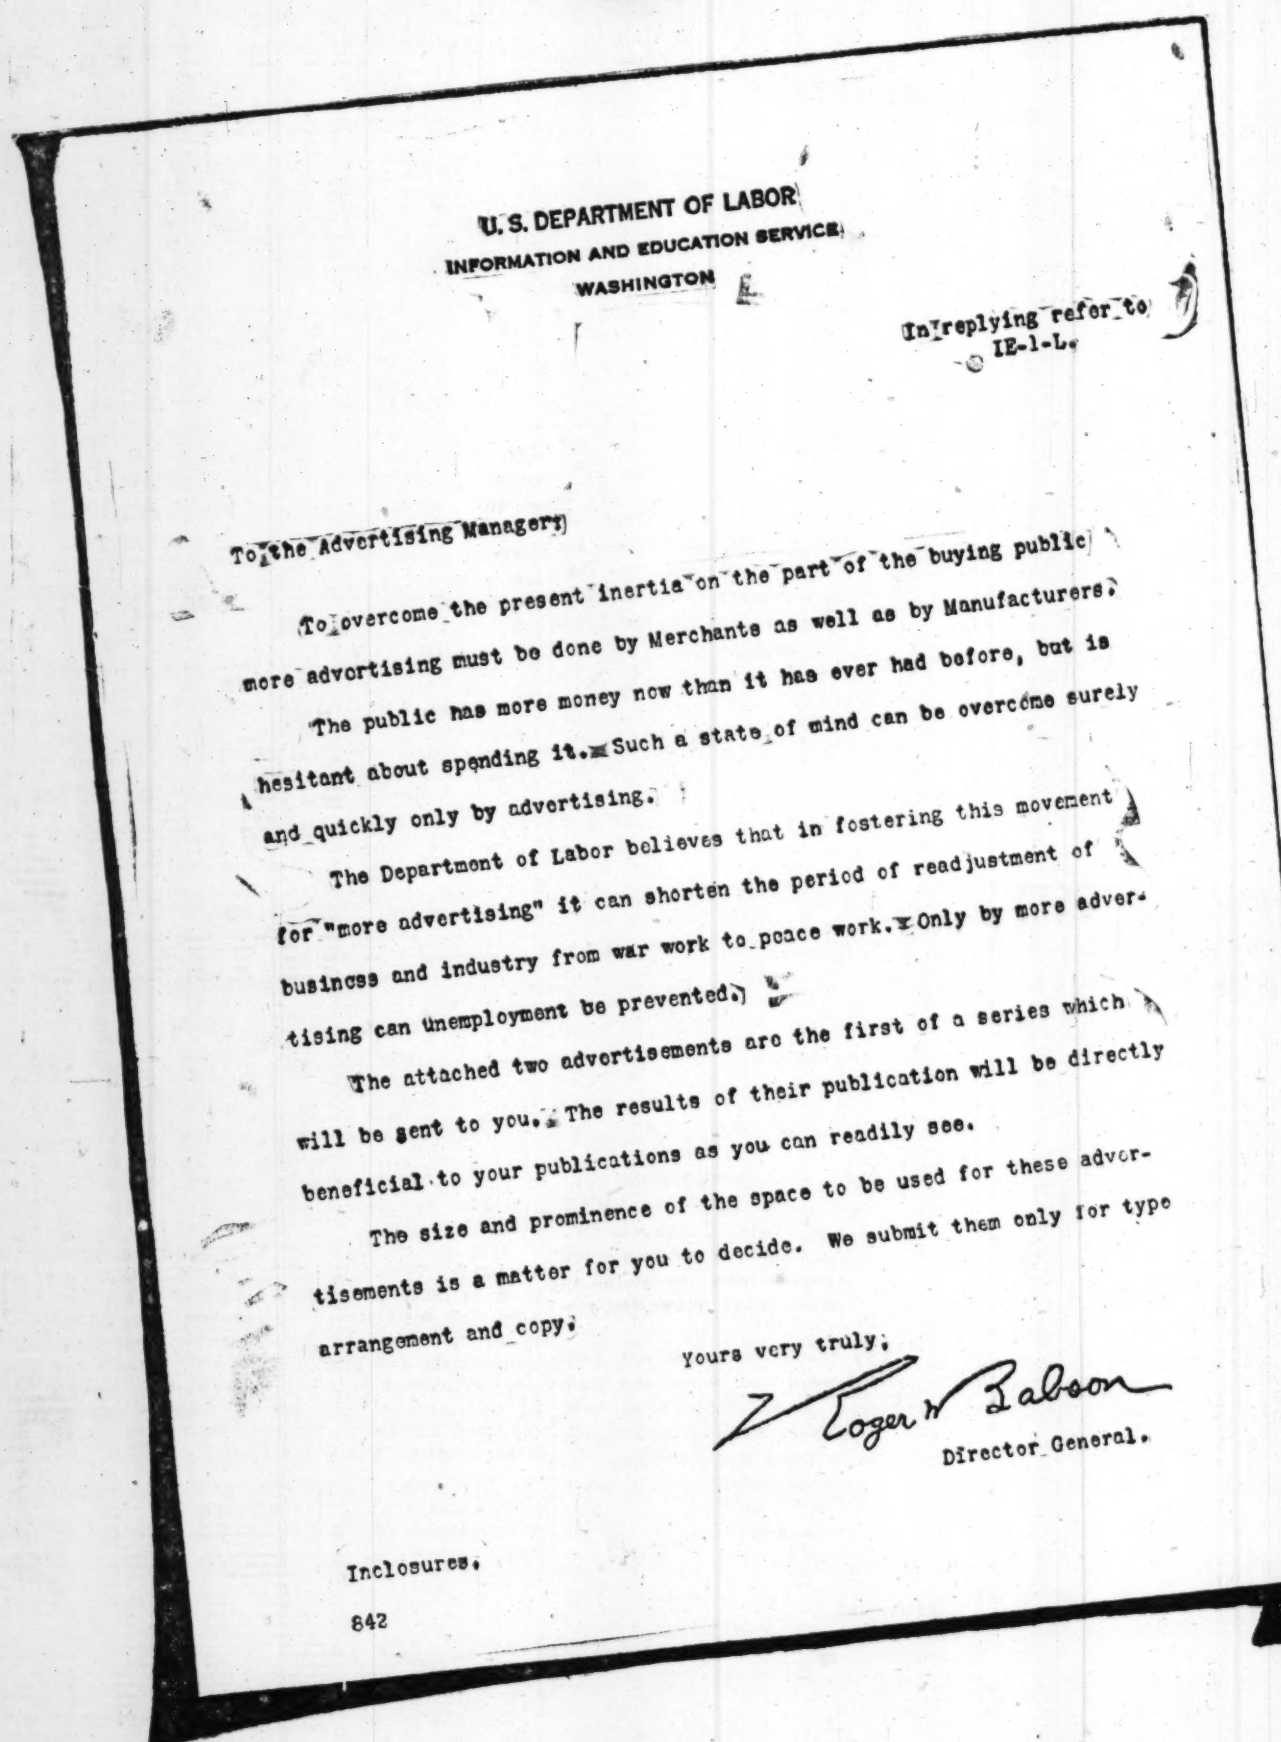 U. S. DEPARTMENT OF LABOR
INFORMATION AND EDUCATION SERVICE
WASHINGTON
In replying refer to
IE-1-L.
To the Advertising Manager:
To overcome the present inertia on the part of the buying public
more advertising must be done by Merchants as well as by Manufacturers.
The public has more money now than it has ever had before, but is
hesitant about spending it. Such a state of mind can be overcome surely
and quickly only by advertising.
The Department of Labor believes that in fostering this movement
for "more advertising" it can shorten the period of readjustment of
business and industry from war work to peace work. Only by more adver-
tising can unemployment be prevented.
The attached two advertisements are the first of a series which
will be sent to you. The results of their publication will be directly
beneficial to your publications as you can readily see.
The size and prominence of the space to be used for these adver-
tisements is a matter for you to decide. We submit them only for type
arrangement and copy.
Yours very truly,
Roger W Babson
Director General.
Inclosures.
842